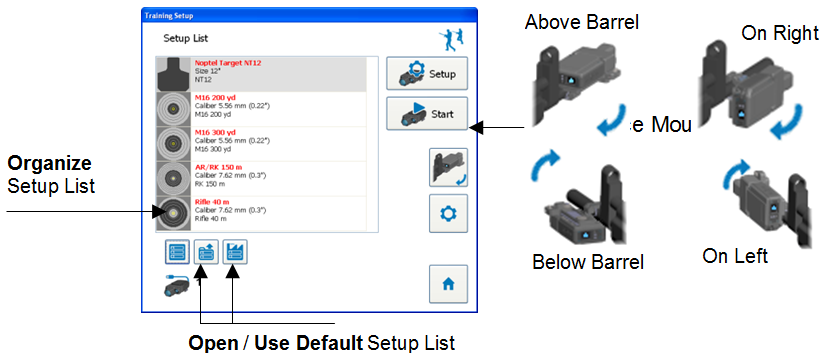 Training Setup
Setup List
Noptel Target NT12
Size 12"
NT12
M16 200 yd
Caliber 5.56 mm (0.22")
M16 200 yd
M16 300 yd
Caliber 5.56 mm (0.22")
M16 300 yd
AR/RK 150 m
Caliber 7.62 mm (0.3")
RK 150 m
Rifle 40 m
Caliber 7.62 mm (0.3")
Rifle 40 m
Setup
Start
Organize
Setup List
Open / Use Default Setup List
Above Barrel
On Right
e Mou
Below Barrel
On Left